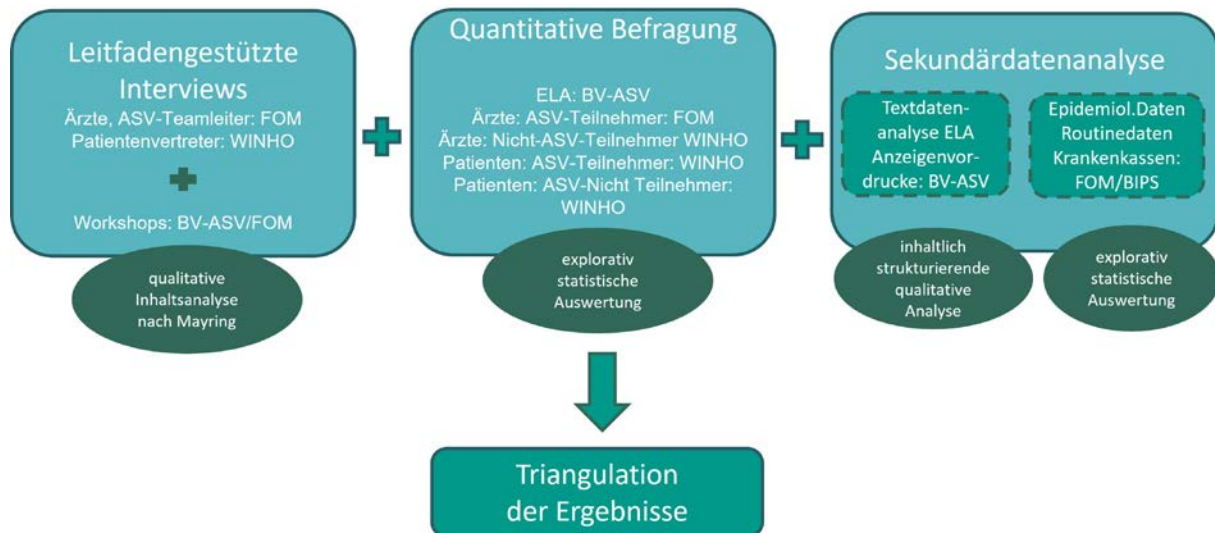 Leitfadengestützte
Interviews
Ärzte, ASV-Teamleiter: FOM
Patientenvertreter: WINHO
Workshops: BV-ASV/FOM
qualitative
Inhaltsanalyse
nach Mayring
Quantitative Befragung
ELA: BV-ASV
Ärzte: ASV-Teilnehmer: FOM
Ärzte: Nicht-ASV-Teilnehmer WINHO
Patienten: ASV-Teilnehmer: WINHO
Patienten: ASV-Nicht Teilnehmer:
WINHO
explorativ
statistische
Auswertung
Sekundärdatenanalyse
Textdaten-
analyse ELA
Anzeigenvor-
drucke: BV-ASV
Epidemiol.Daten
Routinedaten
Krankenkassen:
FOM/BIPS
inhaltlich
strukturierende
qualitative
Analyse
explorativ
statistische
Auswertung
Triangulation
der Ergebnisse